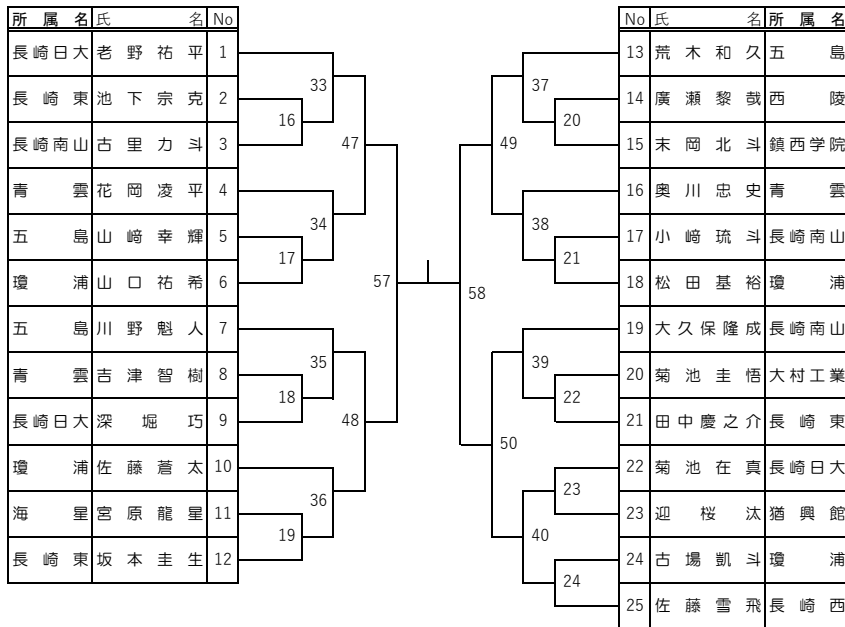 所属名 氏名 No
長崎日大 老野祐平 1
長崎東 池下宗克 2
長崎南山 古里力斗 3
青雲 花岡凌平 4
五島 山﨑幸輝 5
瓊浦 山口祐希 6
五島 川野魁人 7
青雲 吉津智樹 8
長崎日大 深堀巧 9
瓊浦 佐藤蒼太 10
海星 宮原龍星 11
長崎東 坂本圭生 12
33
16
47
34
17
57
35
18
48
36
19
No 氏名 所属名
13 荒木和久 五島
14 廣瀬黎哉 西陵
15 末岡北斗 鎮西学院
16 奥川忠史 青雲
17 小﨑琉斗 長崎南山
18 松田基裕 瓊浦
19 大久保隆成 長崎南山
20 菊池圭悟 大村工業
21 田中慶之介 長崎東
22 菊池在真 長崎日大
23 迎桜汰 猶興館
24 古場凱斗 瓊浦
25 佐藤雪飛 長崎西
37
20
49
38
21
58
39
22
50
23
40
24